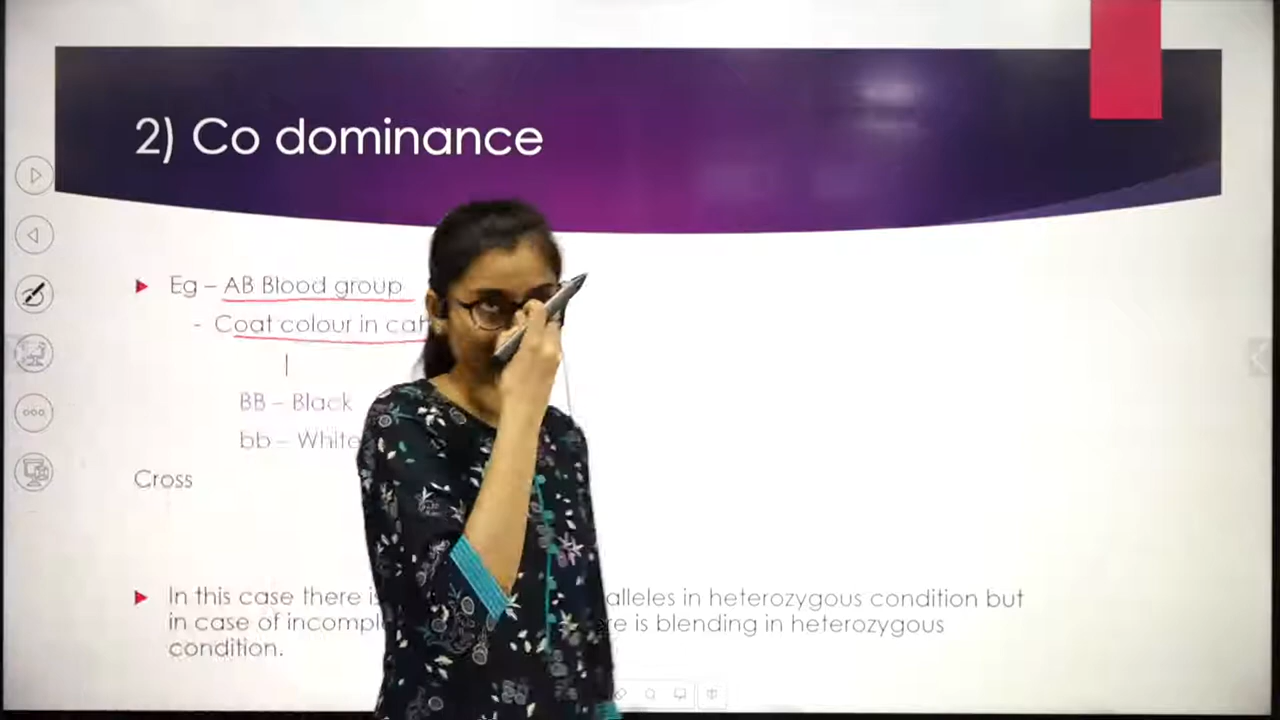 2) Co dominance
Eg – AB Blood group
- Coat colour in
BB – Black
bb – White
Cross
In this case there is alleles in heterozygous condition but
in case of is blending in heterozygous
condition.